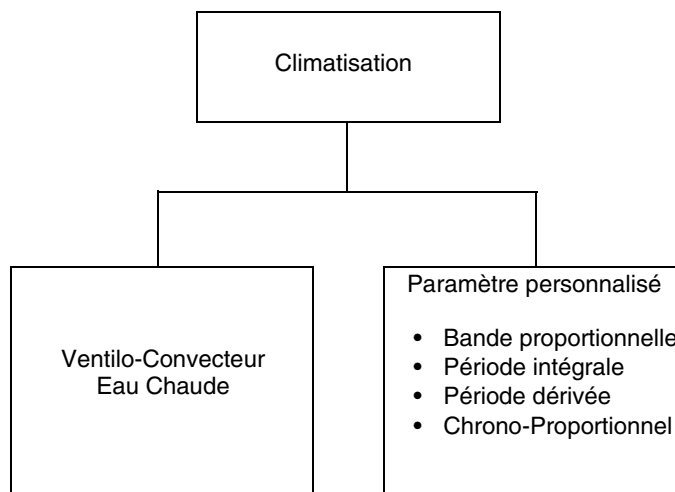 Climatisation
Ventilo-Convecteur
Eau Chaude
Paramètre personnalisé
• Bande proportionnelle
• Période intégrale
• Période dérivée
• Chrono-Proportionnel